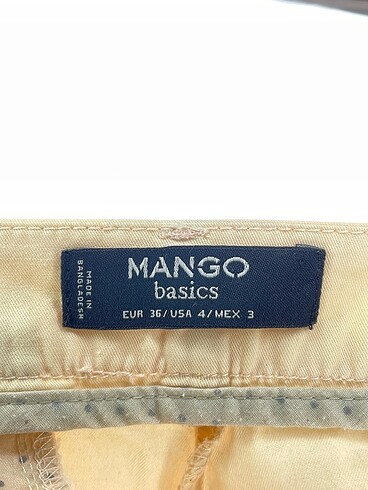 MANGO
basics
EUR 36/USA 4/MEX 3
MADE IN
BANGLADESH